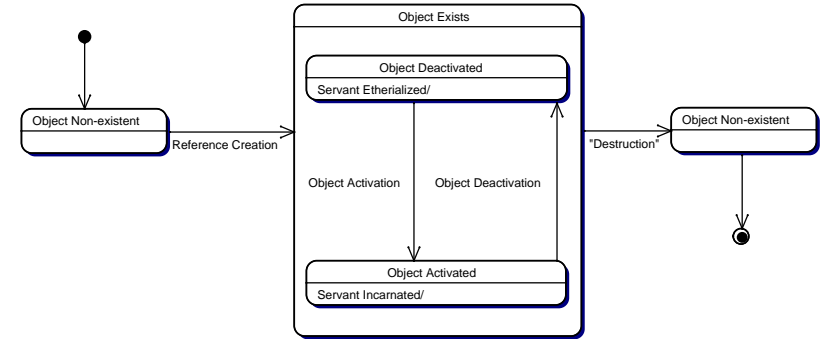 Object Exists
Object Deactivated
Servant Etherialized/
Object Non-existent
Reference Creation
Object Activation
Object Deactivation
Object Activated
Servant Incarnated/
"Destruction"
Object Non-existent